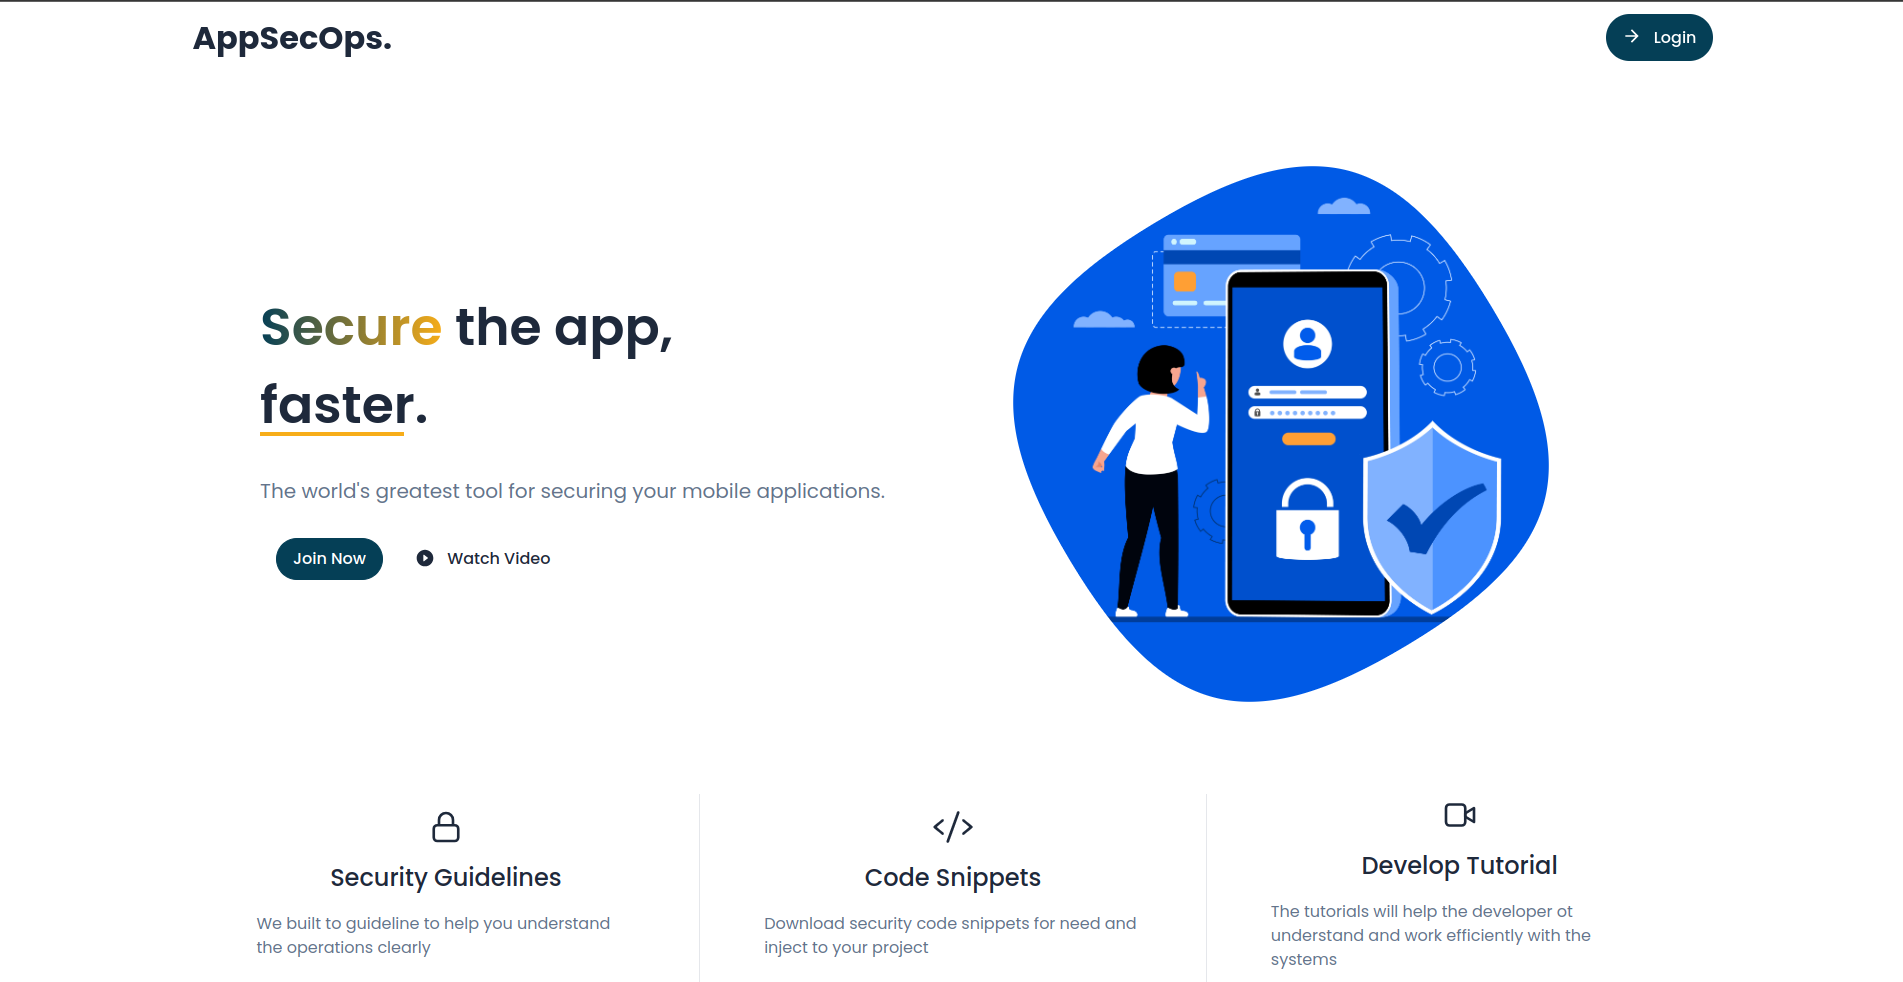 AppSecOps.
Login
Secure the app,
faster.
The world's greatest tool for securing your mobile applications.
Join Now
Watch Video
Security Guidelines
We built to guideline to help you understand
the operations clearly
Code Snippets
Download security code snippets for need and
inject to your project
Develop Tutorial
The tutorials will help the developer ot
understand and work efficiently with the
systems